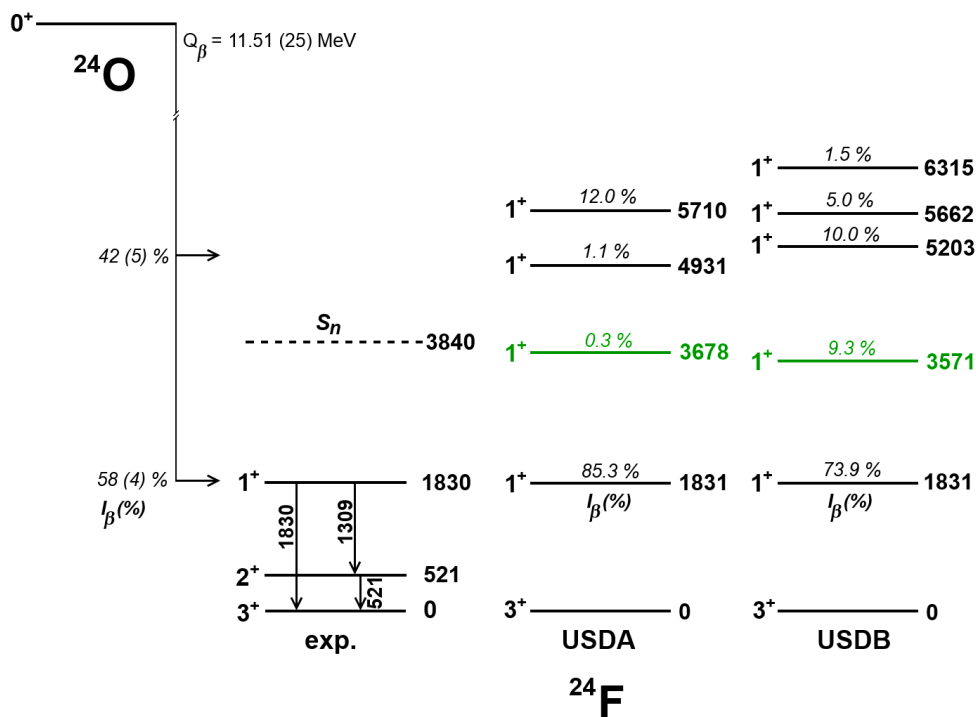 0+
Qβ = 11.51 (25) MeV
24O
1+ 1.5 % 6315
1+ 12.0 % 5710
1+ 5.0 % 5662
1+ 10.0 % 5203
42 (5) %
1+ 1.1 % 4931
Sn
3840
1+ 0.3 % 3678
1+ 9.3 % 3571
58 (4) %
1+ 1830
1+ 85.3 % 1831
1+ 73.9 % 1831
Iβ(%)
Iβ(%)
Iβ(%)
1830
1309
2+ 521
521
3+ 0
3+ 0
3+ 0
exp.
USDA
USDB
24F